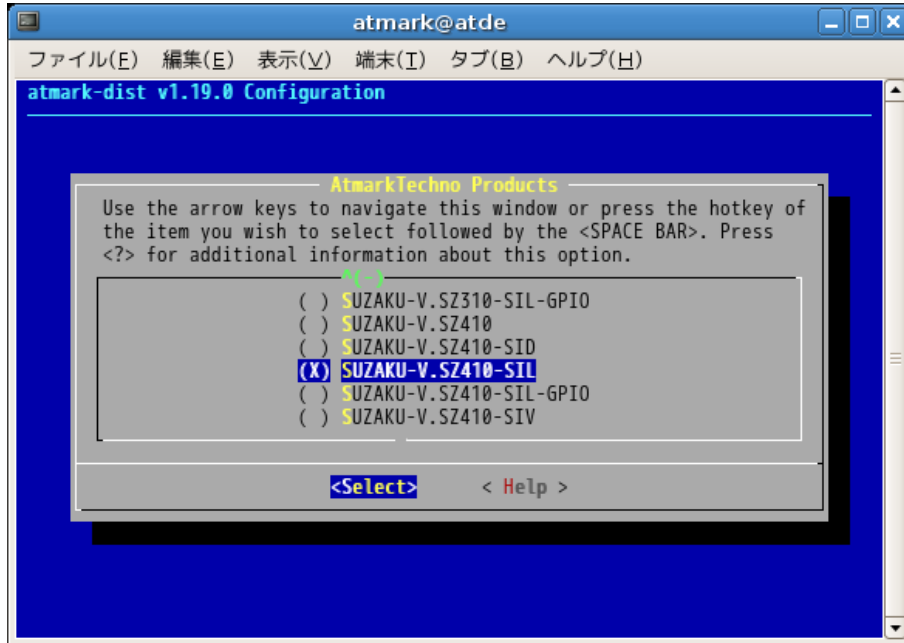 atmark@atde
ファイル(F) 編集(E) 表示(V) 端末(T) タブ(B) ヘルプ(H)
atmark-dist v1.19.0 Configuration
AtmarkTechno Products
Use the arrow keys to navigate this window or press the hotkey of
the item you wish to select followed by the <SPACE BAR>. Press
<?> for additional information about this option.
^(-)
( ) SUZAKU-V.SZ310-SIL-GPIO
( ) SUZAKU-V.SZ410
( ) SUZAKU-V.SZ410-SID
(X) SUZAKU-V.SZ410-SIL
( ) SUZAKU-V.SZ410-SIL-GPIO
( ) SUZAKU-V.SZ410-SIV
<Select> < Help >